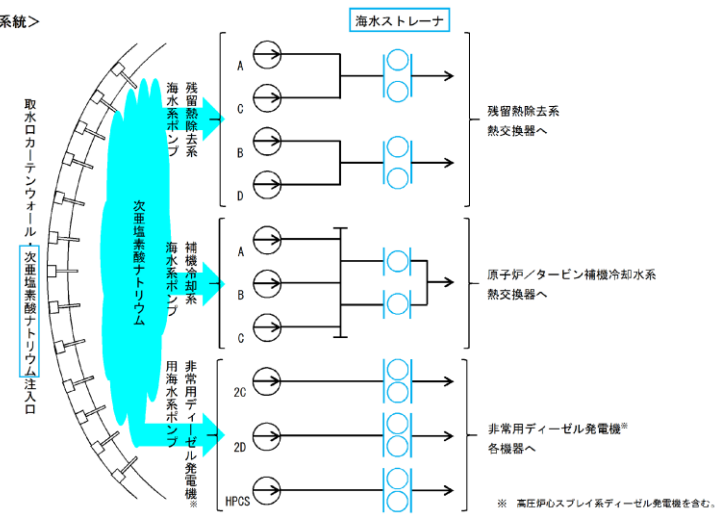 系統＞
海水ストレーナ
取水口カーテンウォール・次亜塩素酸ナトリウム注入口
次亜塩素酸ナトリウム
残留熱除去系
海水系ポンプ
A
C
B
D
残留熱除去系
熱交換器へ
補機冷却系
海水系ポンプ
A
B
C
原子炉／タービン補機冷却水系
熱交換器へ
非常用ディーゼル発電機※
用海水系ポンプ
2C
2D
HPCS
非常用ディーゼル発電機※
各機器へ
※　高圧炉心スプレイ系ディーゼル発電機を含む。